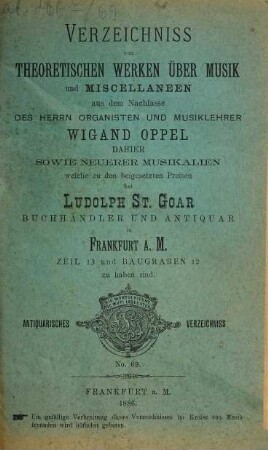 VERZEICHNISS
von
THEORETISCHEN WERKEN ÜBER MUSIK
und MISCELLANEEN
aus dem Nachlasse
DES HERRN ORGANISTEN UND MUSIKLEHRER
WIGAND OPPEL
DAHIER
SOWIE NEUERER MUSIKALIEN
welche zu den beigesetzten Preisen
bei
LUDOLPH ST. GOAR
BUCHHÄNDLER UND ANTIQUAR
in
FRANKFURT A. M.
ZEIL 13 und BAUGRABEN 12
zu haben sind.
ANTIQUARISCHES VERZEICHNISS
No. 69.
FRANKFURT a. M.
1886.
Um gefällige Verbreitung dieses Verzeichnisses in Kreise von Musikfreunden wird höflichst gebeten.